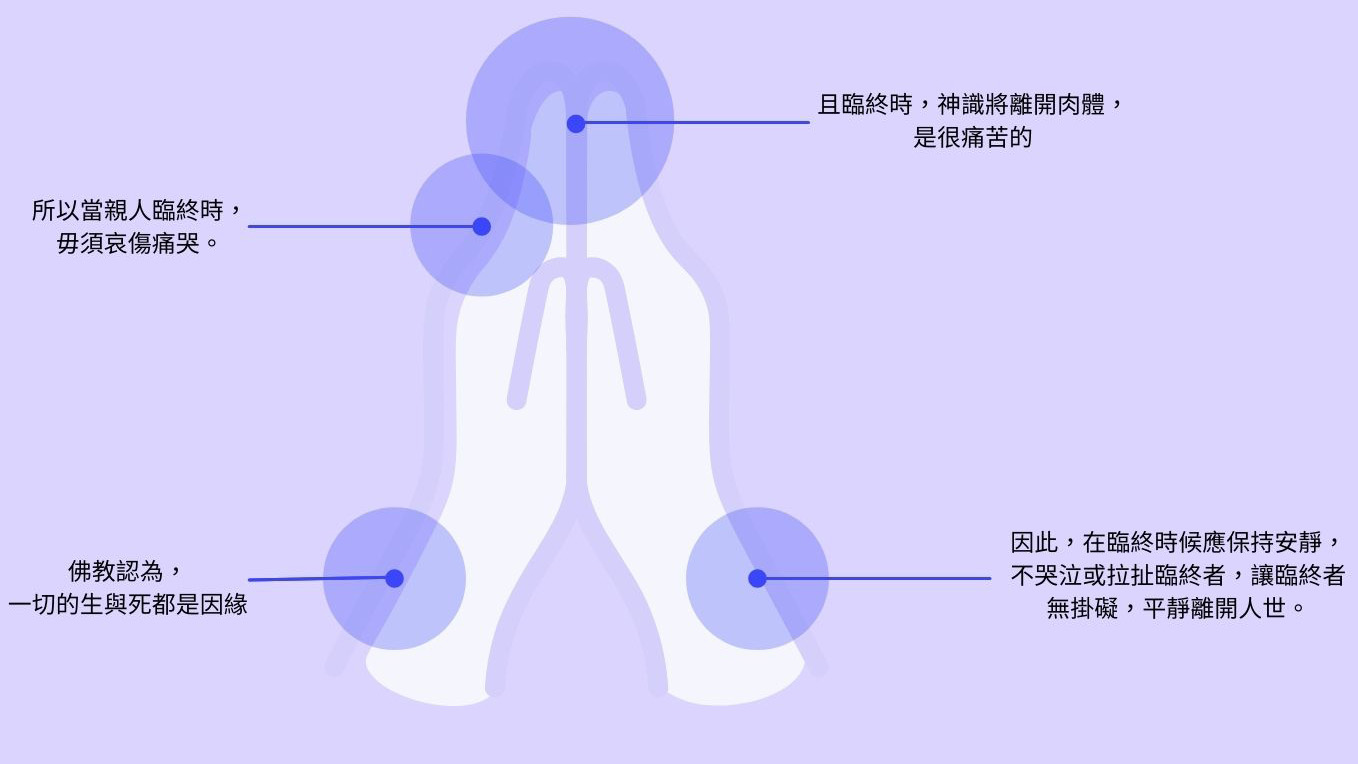 佛教認為，
一切的生與死都是因緣
所以當親人臨終時，
毋須哀傷痛哭。
且臨終時，神識將離開肉體，
是很痛苦的
因此，在臨終時候應保持安靜，
不哭泣或拉扯臨終者，讓臨終者
無掛礙，平靜離開人世。